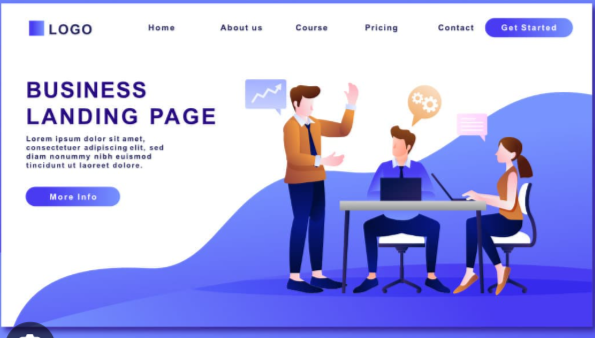 LOGO
Home
About us
Course
Pricing
Contact
Get Started
BUSINESS
LANDING PAGE
Lorem ipsum dolor sit amet,
consectetuer adipiscing elit, sed
diam nonummy nibh euismod
tincidunt ut laoreet dolore.
More Info